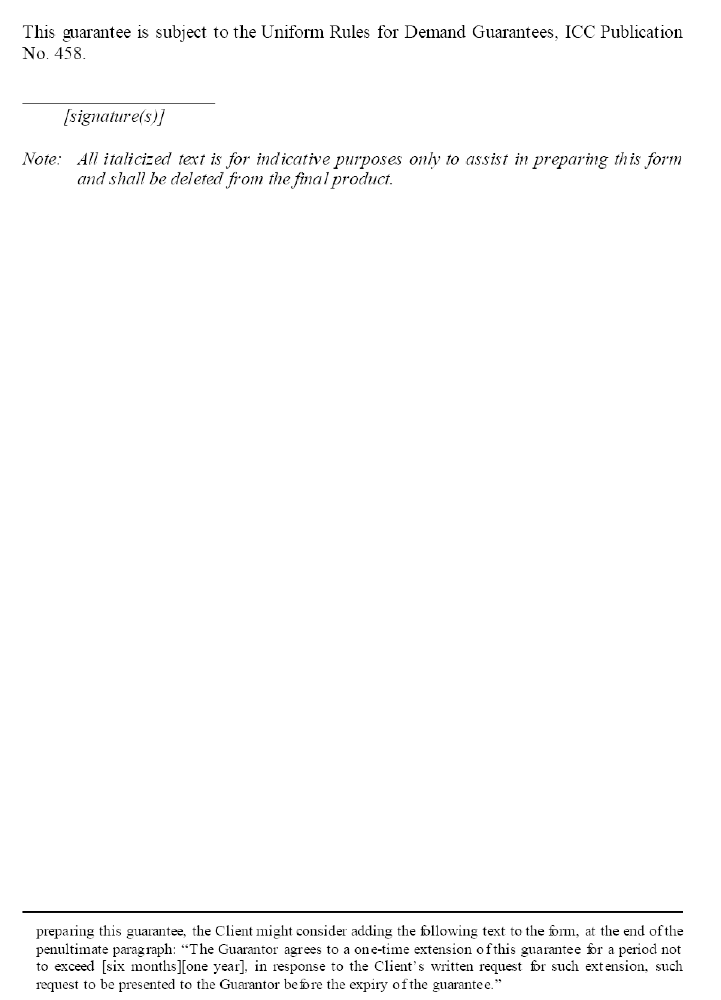 This guarantee is subject to the Uniform Rules for Demand Guarantees, ICC Publication
No. 458.
[signature(s)]
Note: All italicized text is for indicative purposes only to assist in preparing this form
and shall be deleted from the final product.
preparing this guarantee, the Client might consider adding the following text to the form, at the end of the
penultimate paragraph: “The Guarantor agrees to a one-time extension of this guarantee for a period not
to exceed [six months][one year], in response to the Client’s written request for such extension, such
request to be presented to the Guarantor before the expiry of the guarantee.”